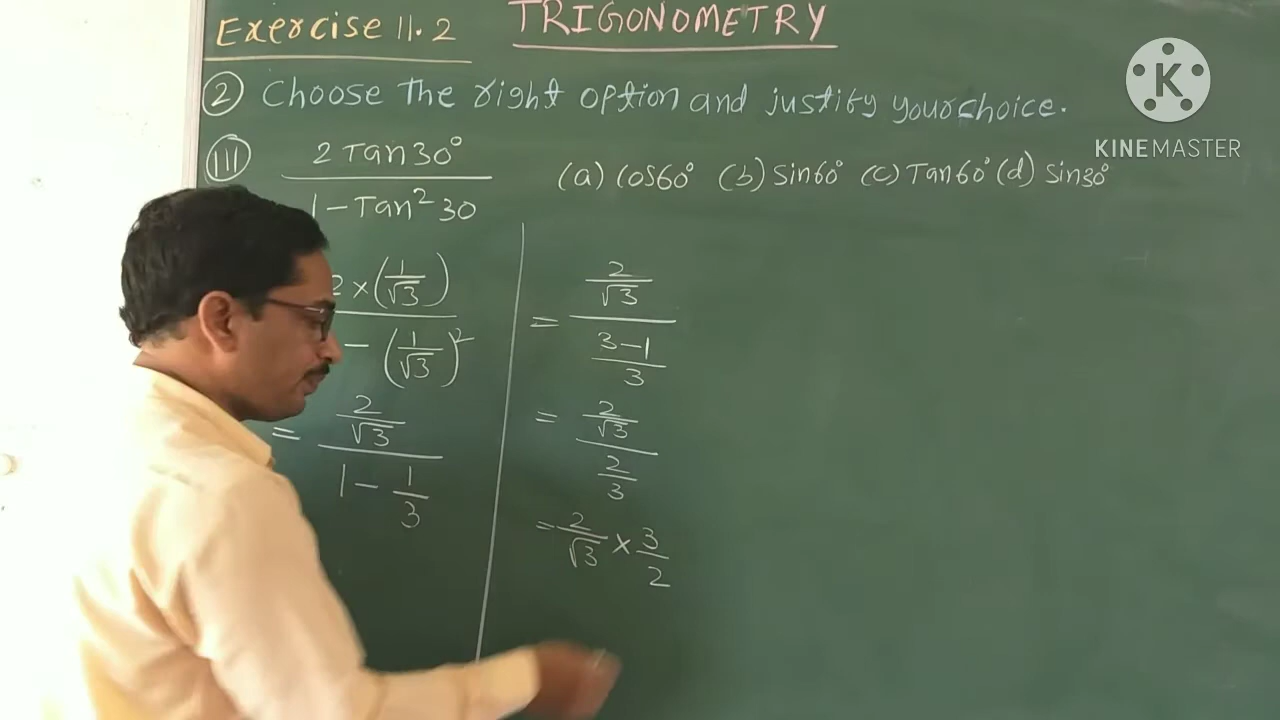 Exercise 11.2 TRIGONOMETRY
K
KINEMASTER
② Choose the right option and justify your choice.
(III) 2 Tan 30° / 1 - Tan² 30 (a) Cos60° (b) Sin60° (c) Tan60° (d) Sin30°
2 × (1/√3) / - (1/√3)²
= 2/√3 / 1 - 1/3
= 2/√3 / 3-1/3
= 2/√3 / 2/3
= 2/√3 × 3/2